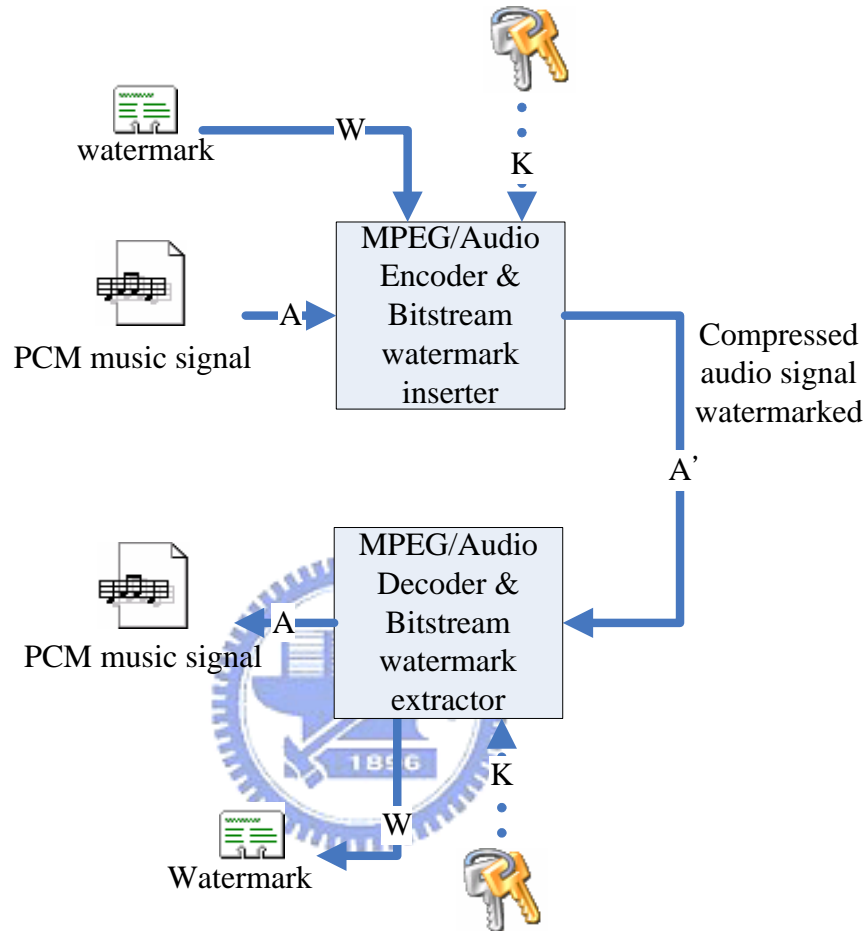 W
watermark
K
MPEG/Audio
Encoder &
Bitstream
watermark
inserter
A
PCM music signal
Compressed
audio signal
watermarked
A’
MPEG/Audio
Decoder &
Bitstream
watermark
extractor
A
PCM music signal
1896
K
W
Watermark